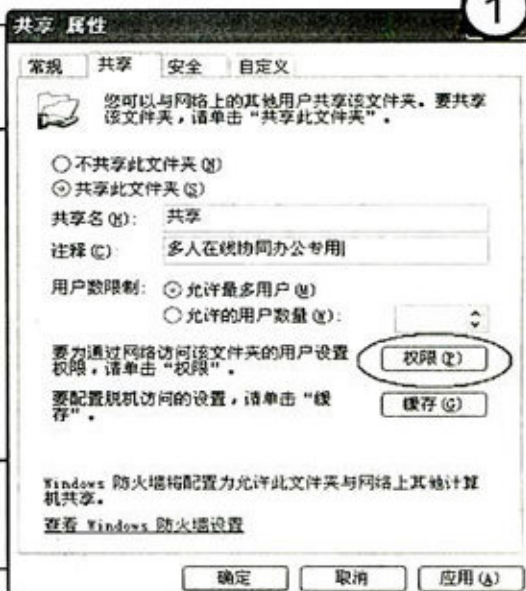 1
共享 属性
常规 共享 安全 自定义
您可以与网络上的其他用户共享该文件夹。要共享
该文件夹，请单击“共享此文件夹”。
不共享此文件夹(N)
共享此文件夹(S)
共享名(H): 共享
注释(C): 多人在线协同办公专用
用户数限制: 允许最多用户(M)
允许的用户数量(W):
要为通过网络访问该文件夹的用户设置
权限，请单击“权限”。
权限(P)
要配置脱机访问的设置，请单击“缓
存”。
缓存(G)
Windows 防火墙将配置为允许此文件夹与网络上其他计算
机共享。
查看 Windows 防火墙设置
确定 取消 应用(A)